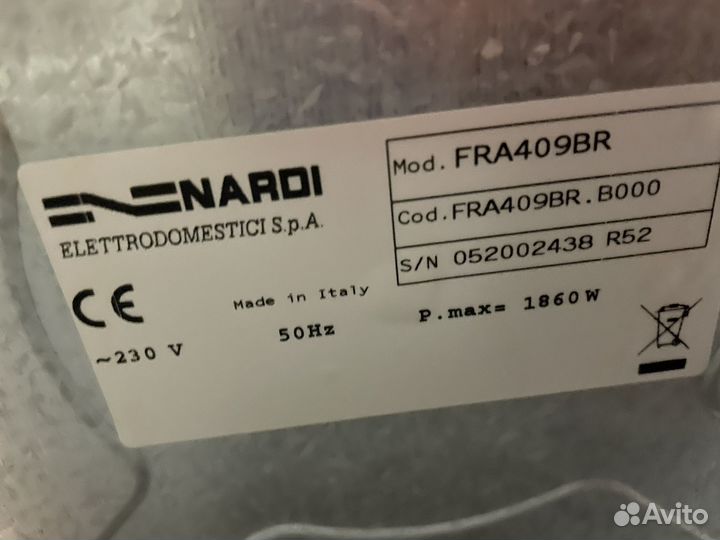 NARDI
ELETTRODOMESTICI S.p.A.
Mod. FRA409BR
Cod. FRA409BR.B000
S/N 052002438 R52
CE
Made in Italy
P.max= 1860W
~230 V
50Hz
Avito